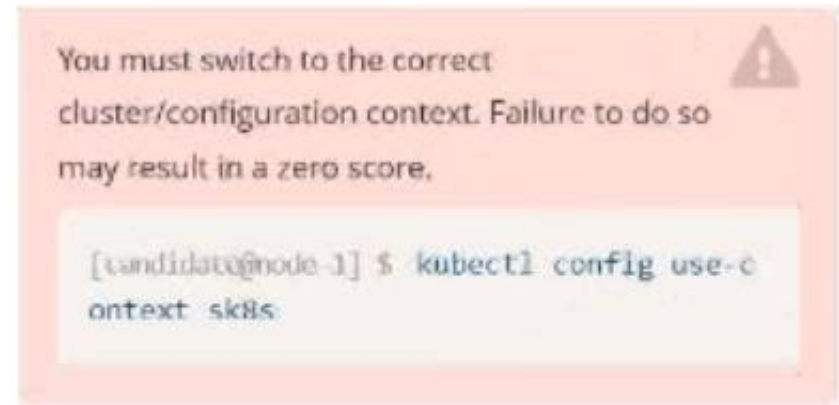 You must switch to the correct
cluster/configuration context. Failure to do so
may result in a zero score.
[candidate@node-1] $ kubectl config use-c
ontext sk8s